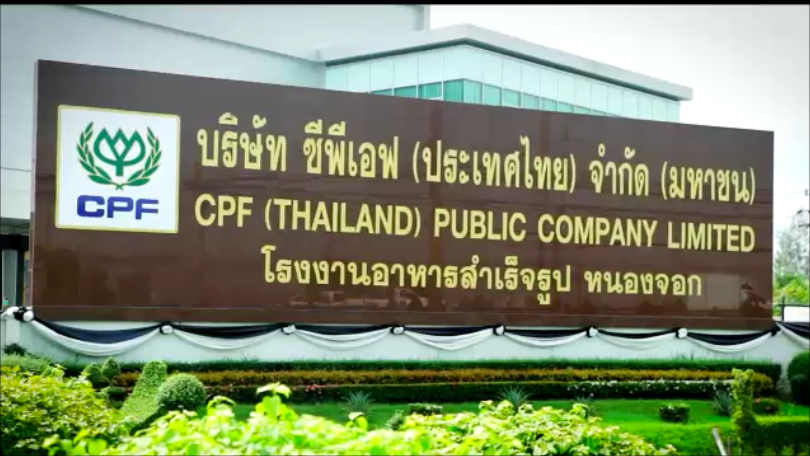 CPF
บริษัท ซีพีเอฟ (ประเทศไทย) จำกัด (มหาชน)
CPF (THAILAND) PUBLIC COMPANY LIMITED
โรงงานอาหารสำเร็จรูป หนองจอก